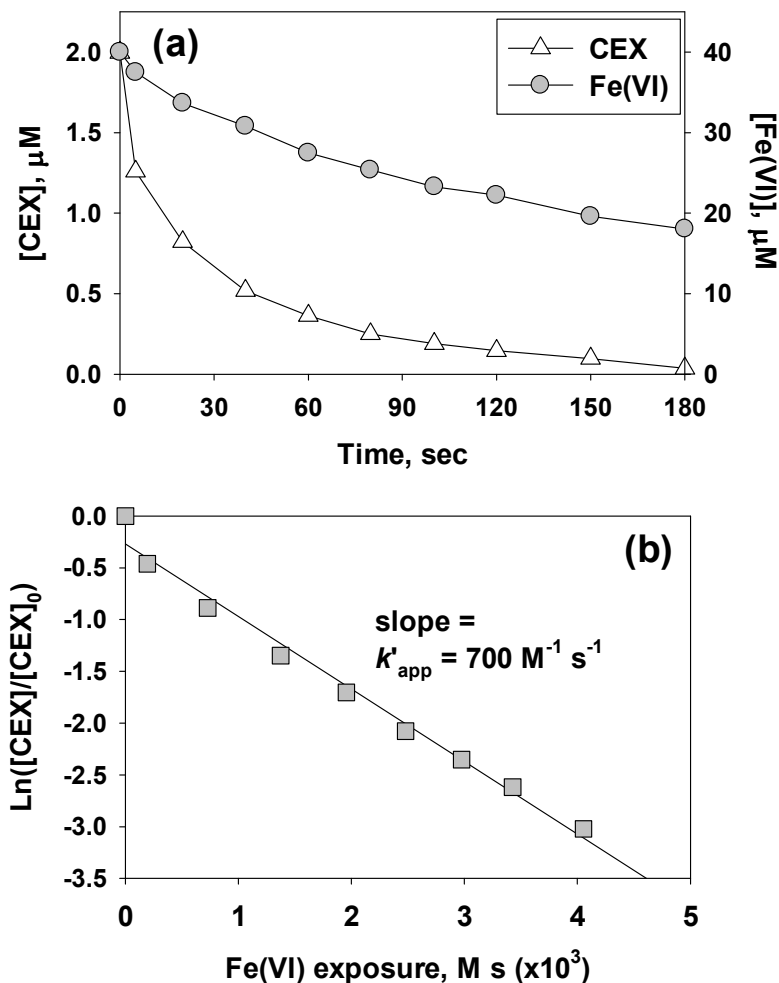 (a)
CEX
Fe(VI)
2.0
1.5
1.0
0.5
0.0
[CEX], μM
40
30
20
10
0
[Fe(VI)], μM
0 30 60 90 120 150 180
Time, sec
(b)
0.0
-0.5
-1.0
-1.5
-2.0
-2.5
-3.0
-3.5
Ln([CEX]/[CEX]0)
slope =
k'app = 700 M-1 s-1
0 1 2 3 4 5
Fe(VI) exposure, M s (x10³)